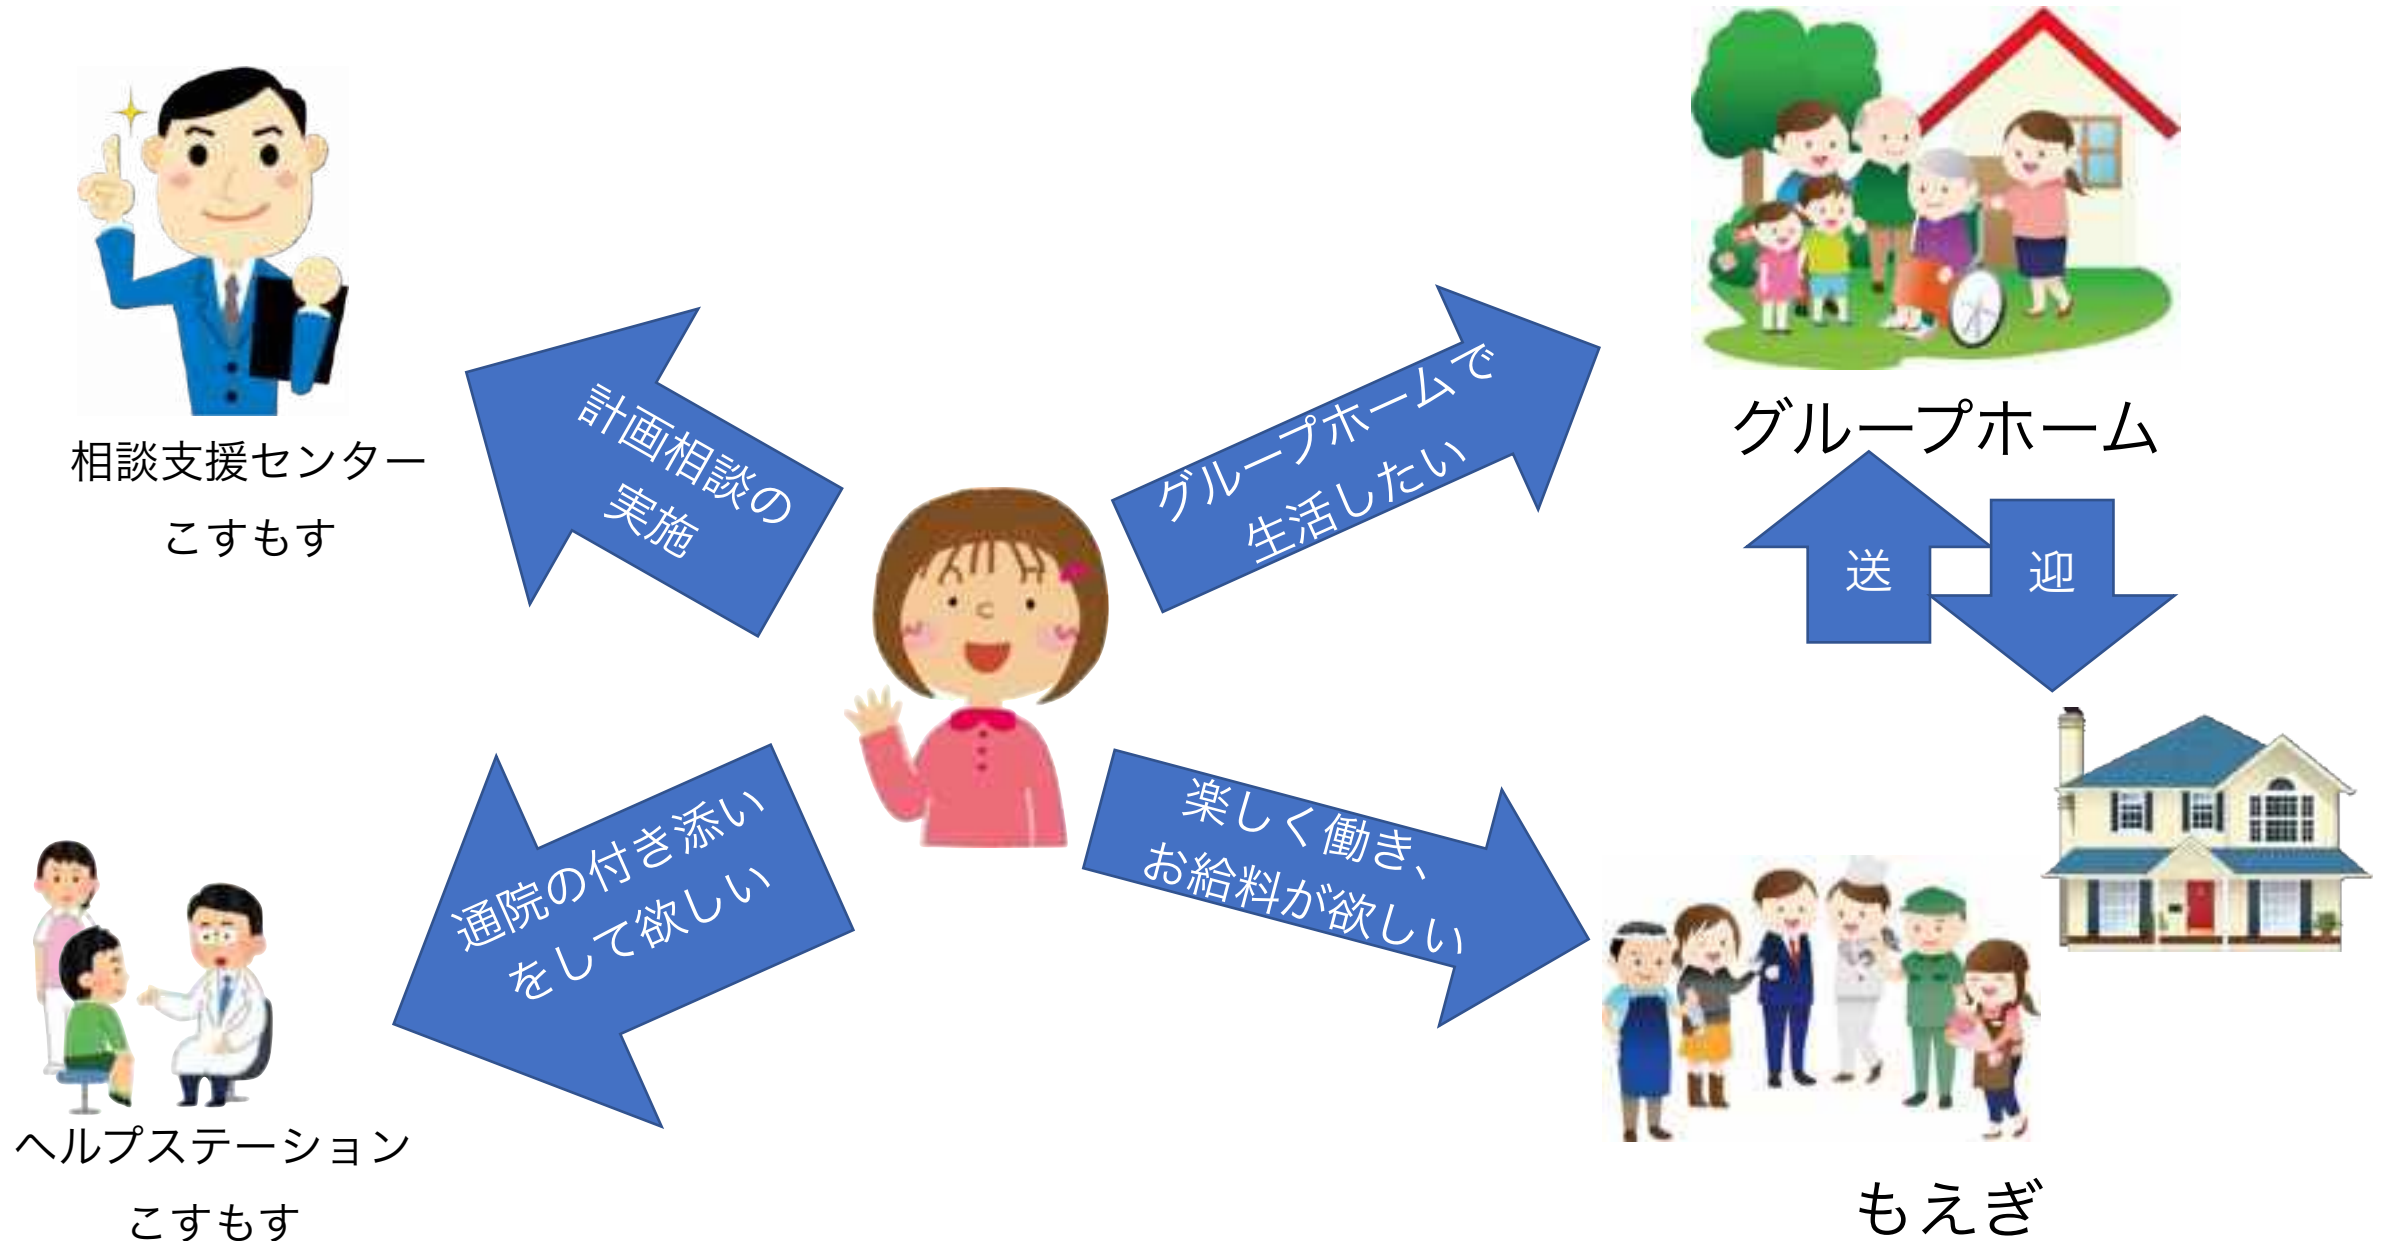 相談支援センター
こすもす
計画相談の
実施
グループホームで
生活したい
グループホーム
送
迎
通院の付き添い
をして欲しい
楽しく働き、
お給料が欲しい
ヘルプステーション
こすもす
もえぎ